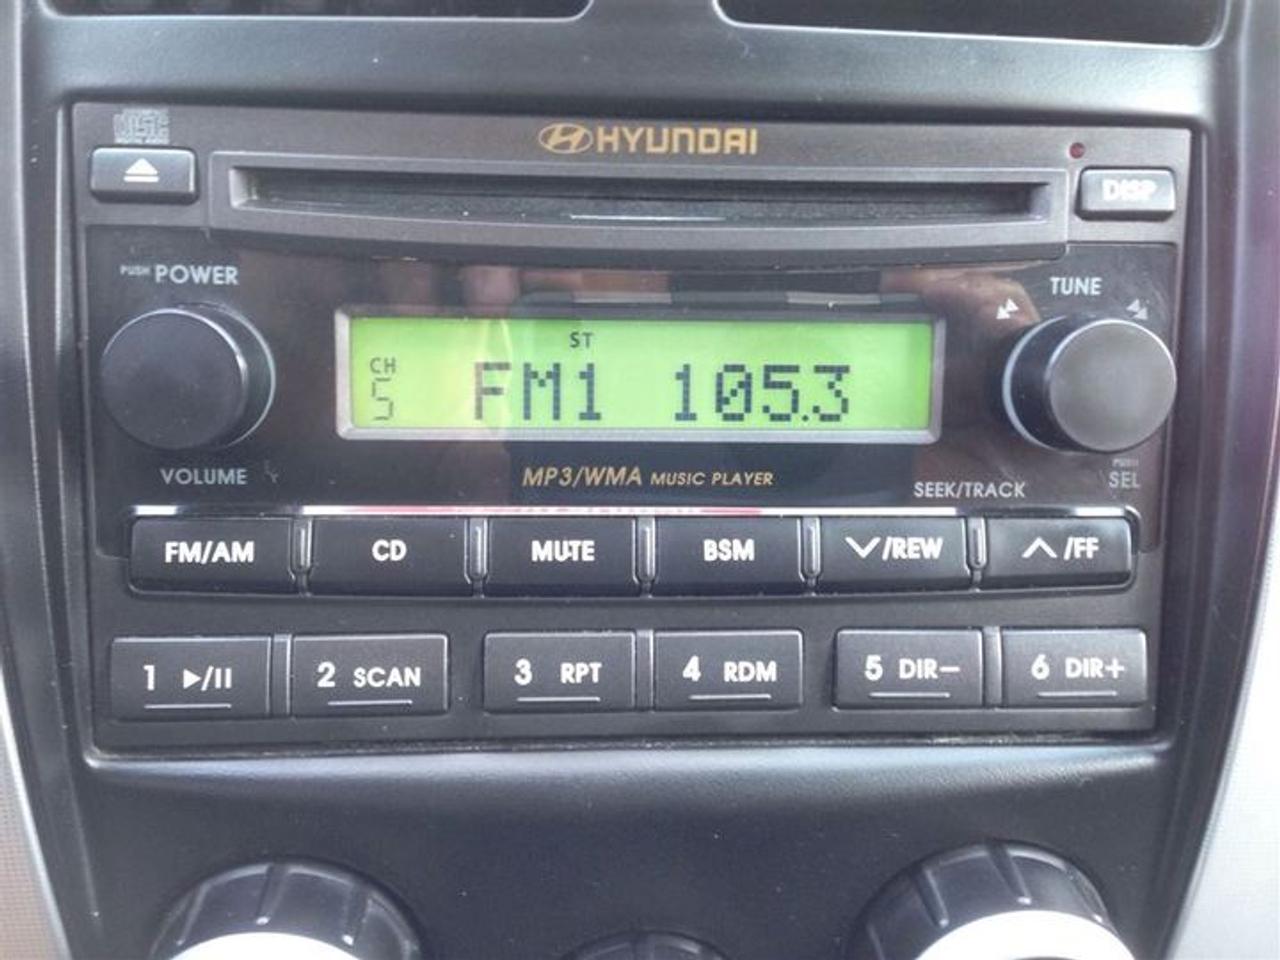 HYUNDAI
DISP
PUSH POWER
TUNE
ST
CH
5 FM1 105.3
VOLUME
MP3/WMA MUSIC PLAYER
SEEK/TRACK
PUSH
SEL
FM/AM CD MUTE BSM /REW /FF
1 ▶/II 2 SCAN 3 RPT 4 RDM 5 DIR− 6 DIR+